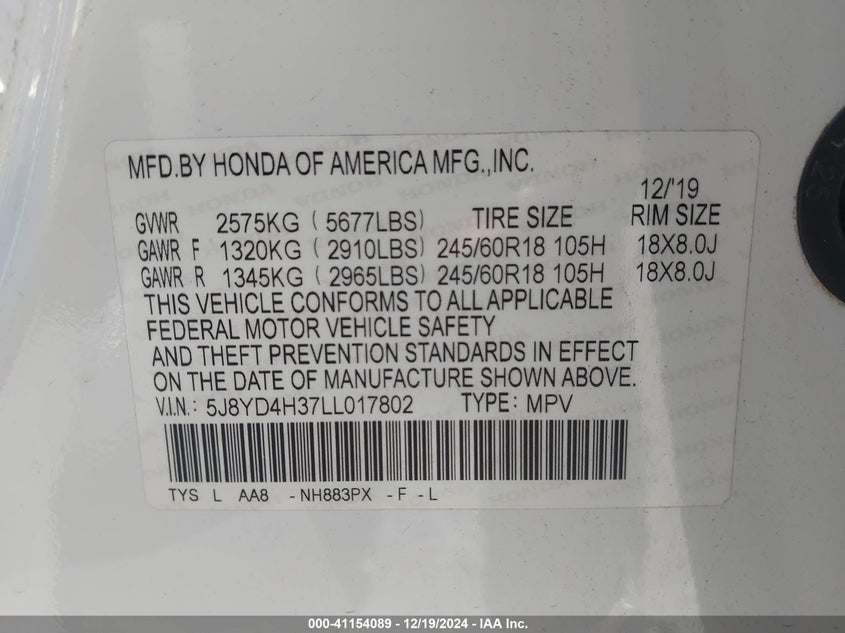 MFD.BY HONDA OF AMERICA MFG.,INC.
12/'19
GVWR 2575KG ( 5677LBS) TIRE SIZE RIM SIZE
GAWR F 1320KG ( 2910LBS) 245/60R18 105H 18X8.0J
GAWR R 1345KG ( 2965LBS) 245/60R18 105H 18X8.0J
THIS VEHICLE CONFORMS TO ALL APPLICABLE
FEDERAL MOTOR VEHICLE SAFETY
AND THEFT PREVENTION STANDARDS IN EFFECT
ON THE DATE OF MANUFACTURE SHOWN ABOVE.
V.I.N.: 5J8YD4H37LL017802 TYPE: MPV
TYS L AA8 -NH883PX -F -L
25
000-41154089 - 12/19/2024 - IAA Inc.